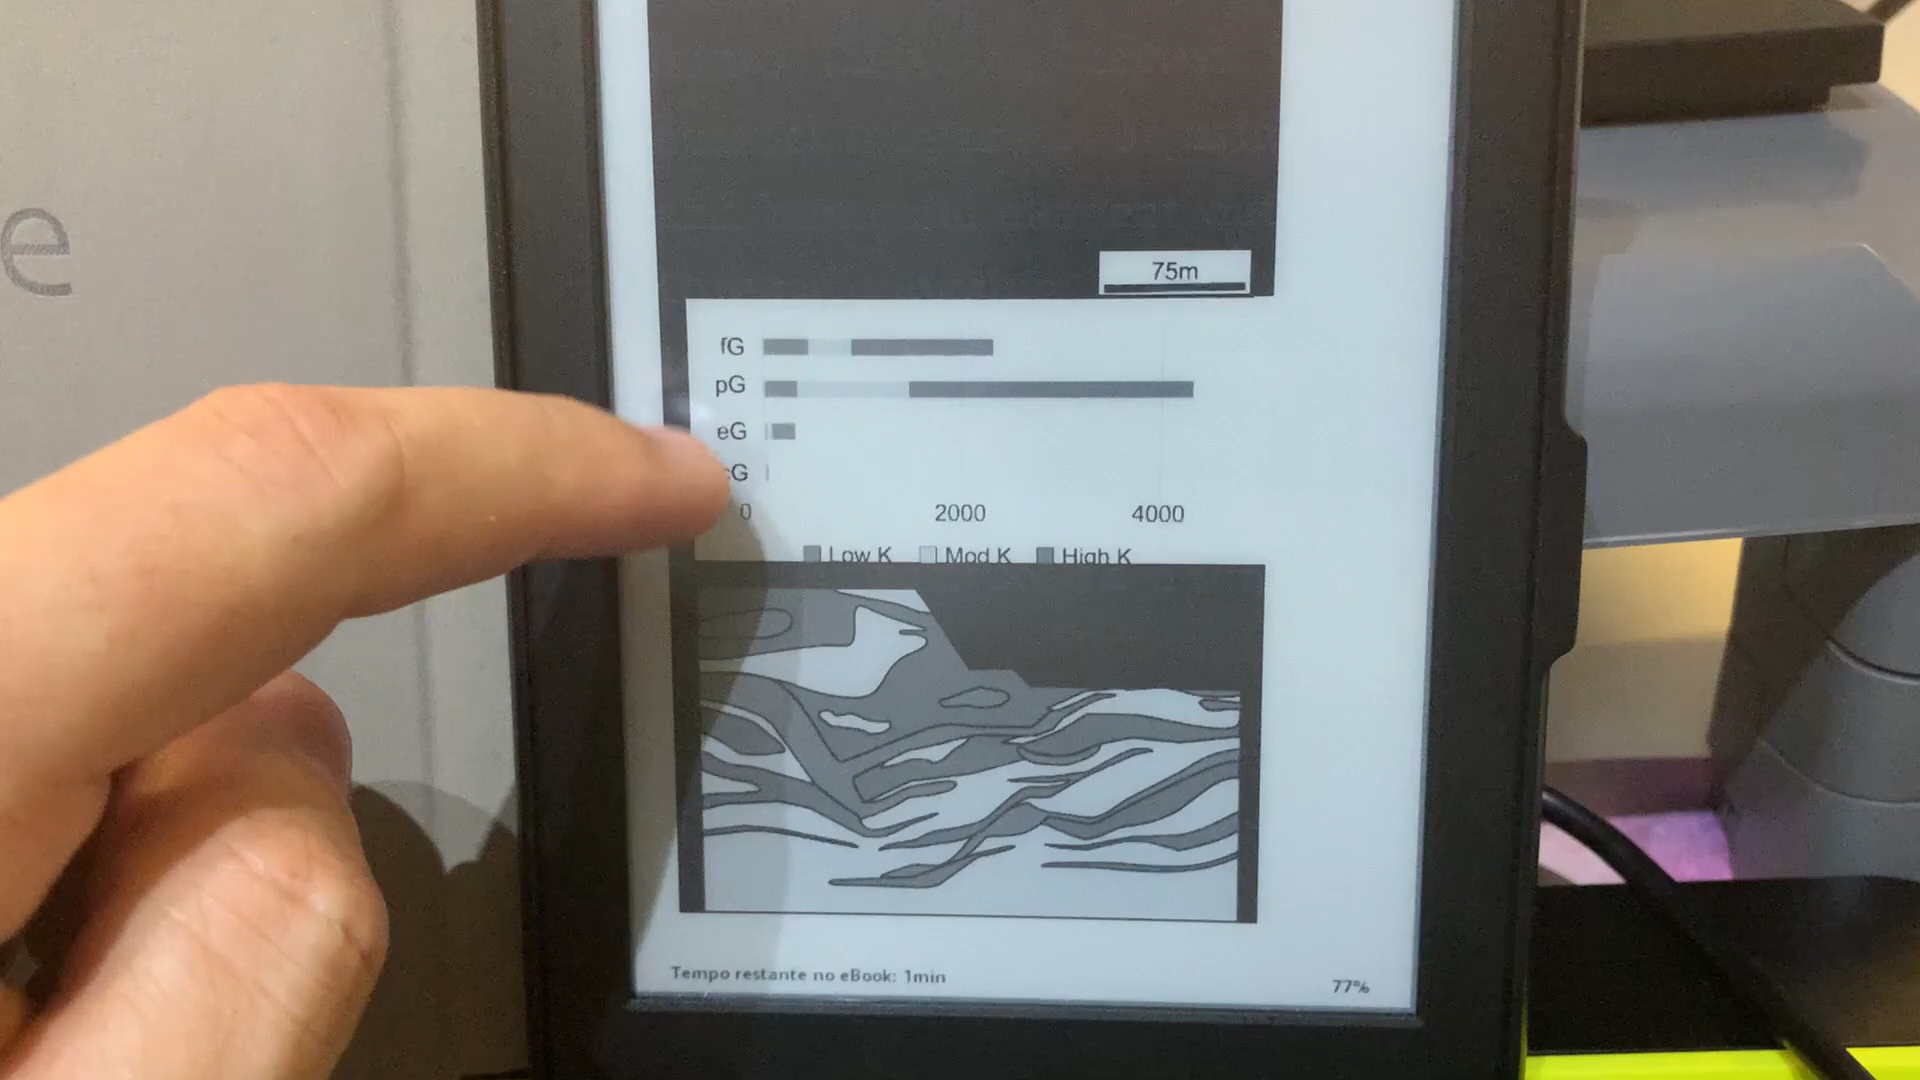 e
75m
fG
pG
eG
G
0 2000 4000
Low K Mod K High K
Tempo restante no eBook: 1min
77%